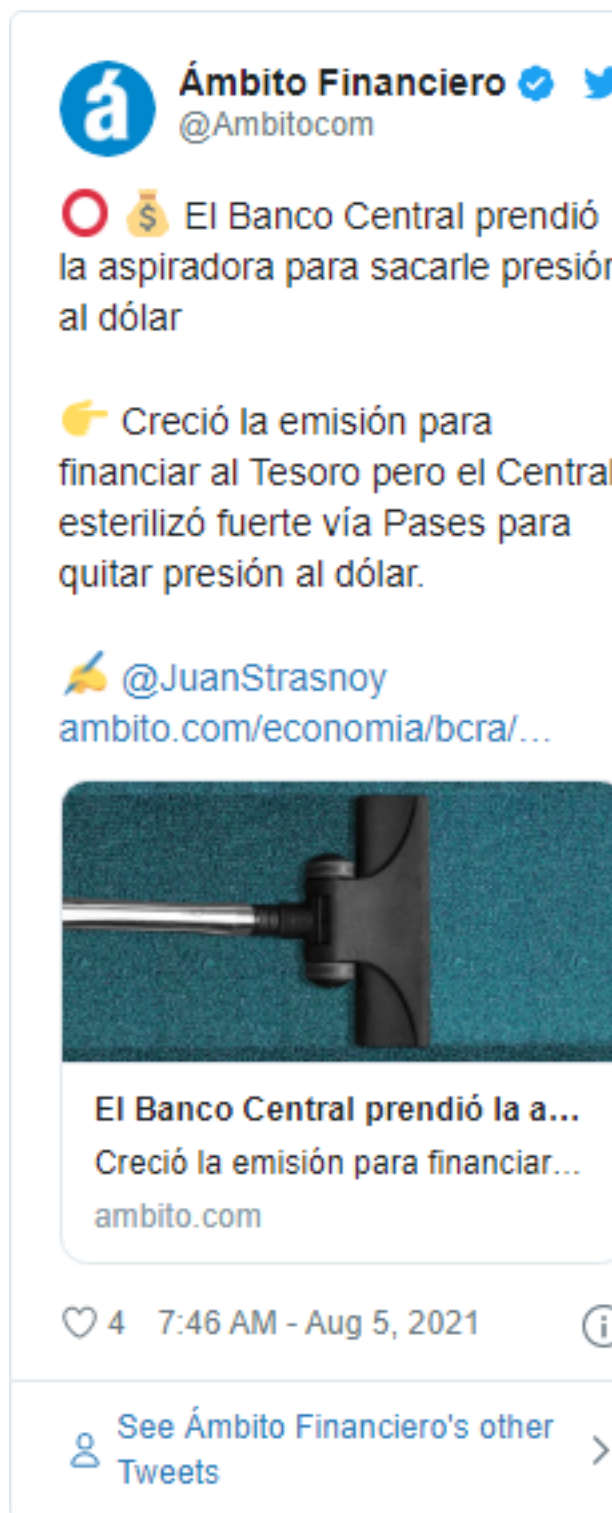 á
Ámbito Financiero
@Ambitocom
⭕ 💰 El Banco Central prendió
la aspiradora para sacarle presión
al dólar
👉 Creció la emisión para
financiar al Tesoro pero el Central
esterilizó fuerte vía Pases para
quitar presión al dólar.
✍️ @JuanStrasnoy
ambito.com/economia/bcra/…
El Banco Central prendió la a...
Creció la emisión para financiar...
ambito.com
4 7:46 AM - Aug 5, 2021
See Ámbito Financiero's other
Tweets